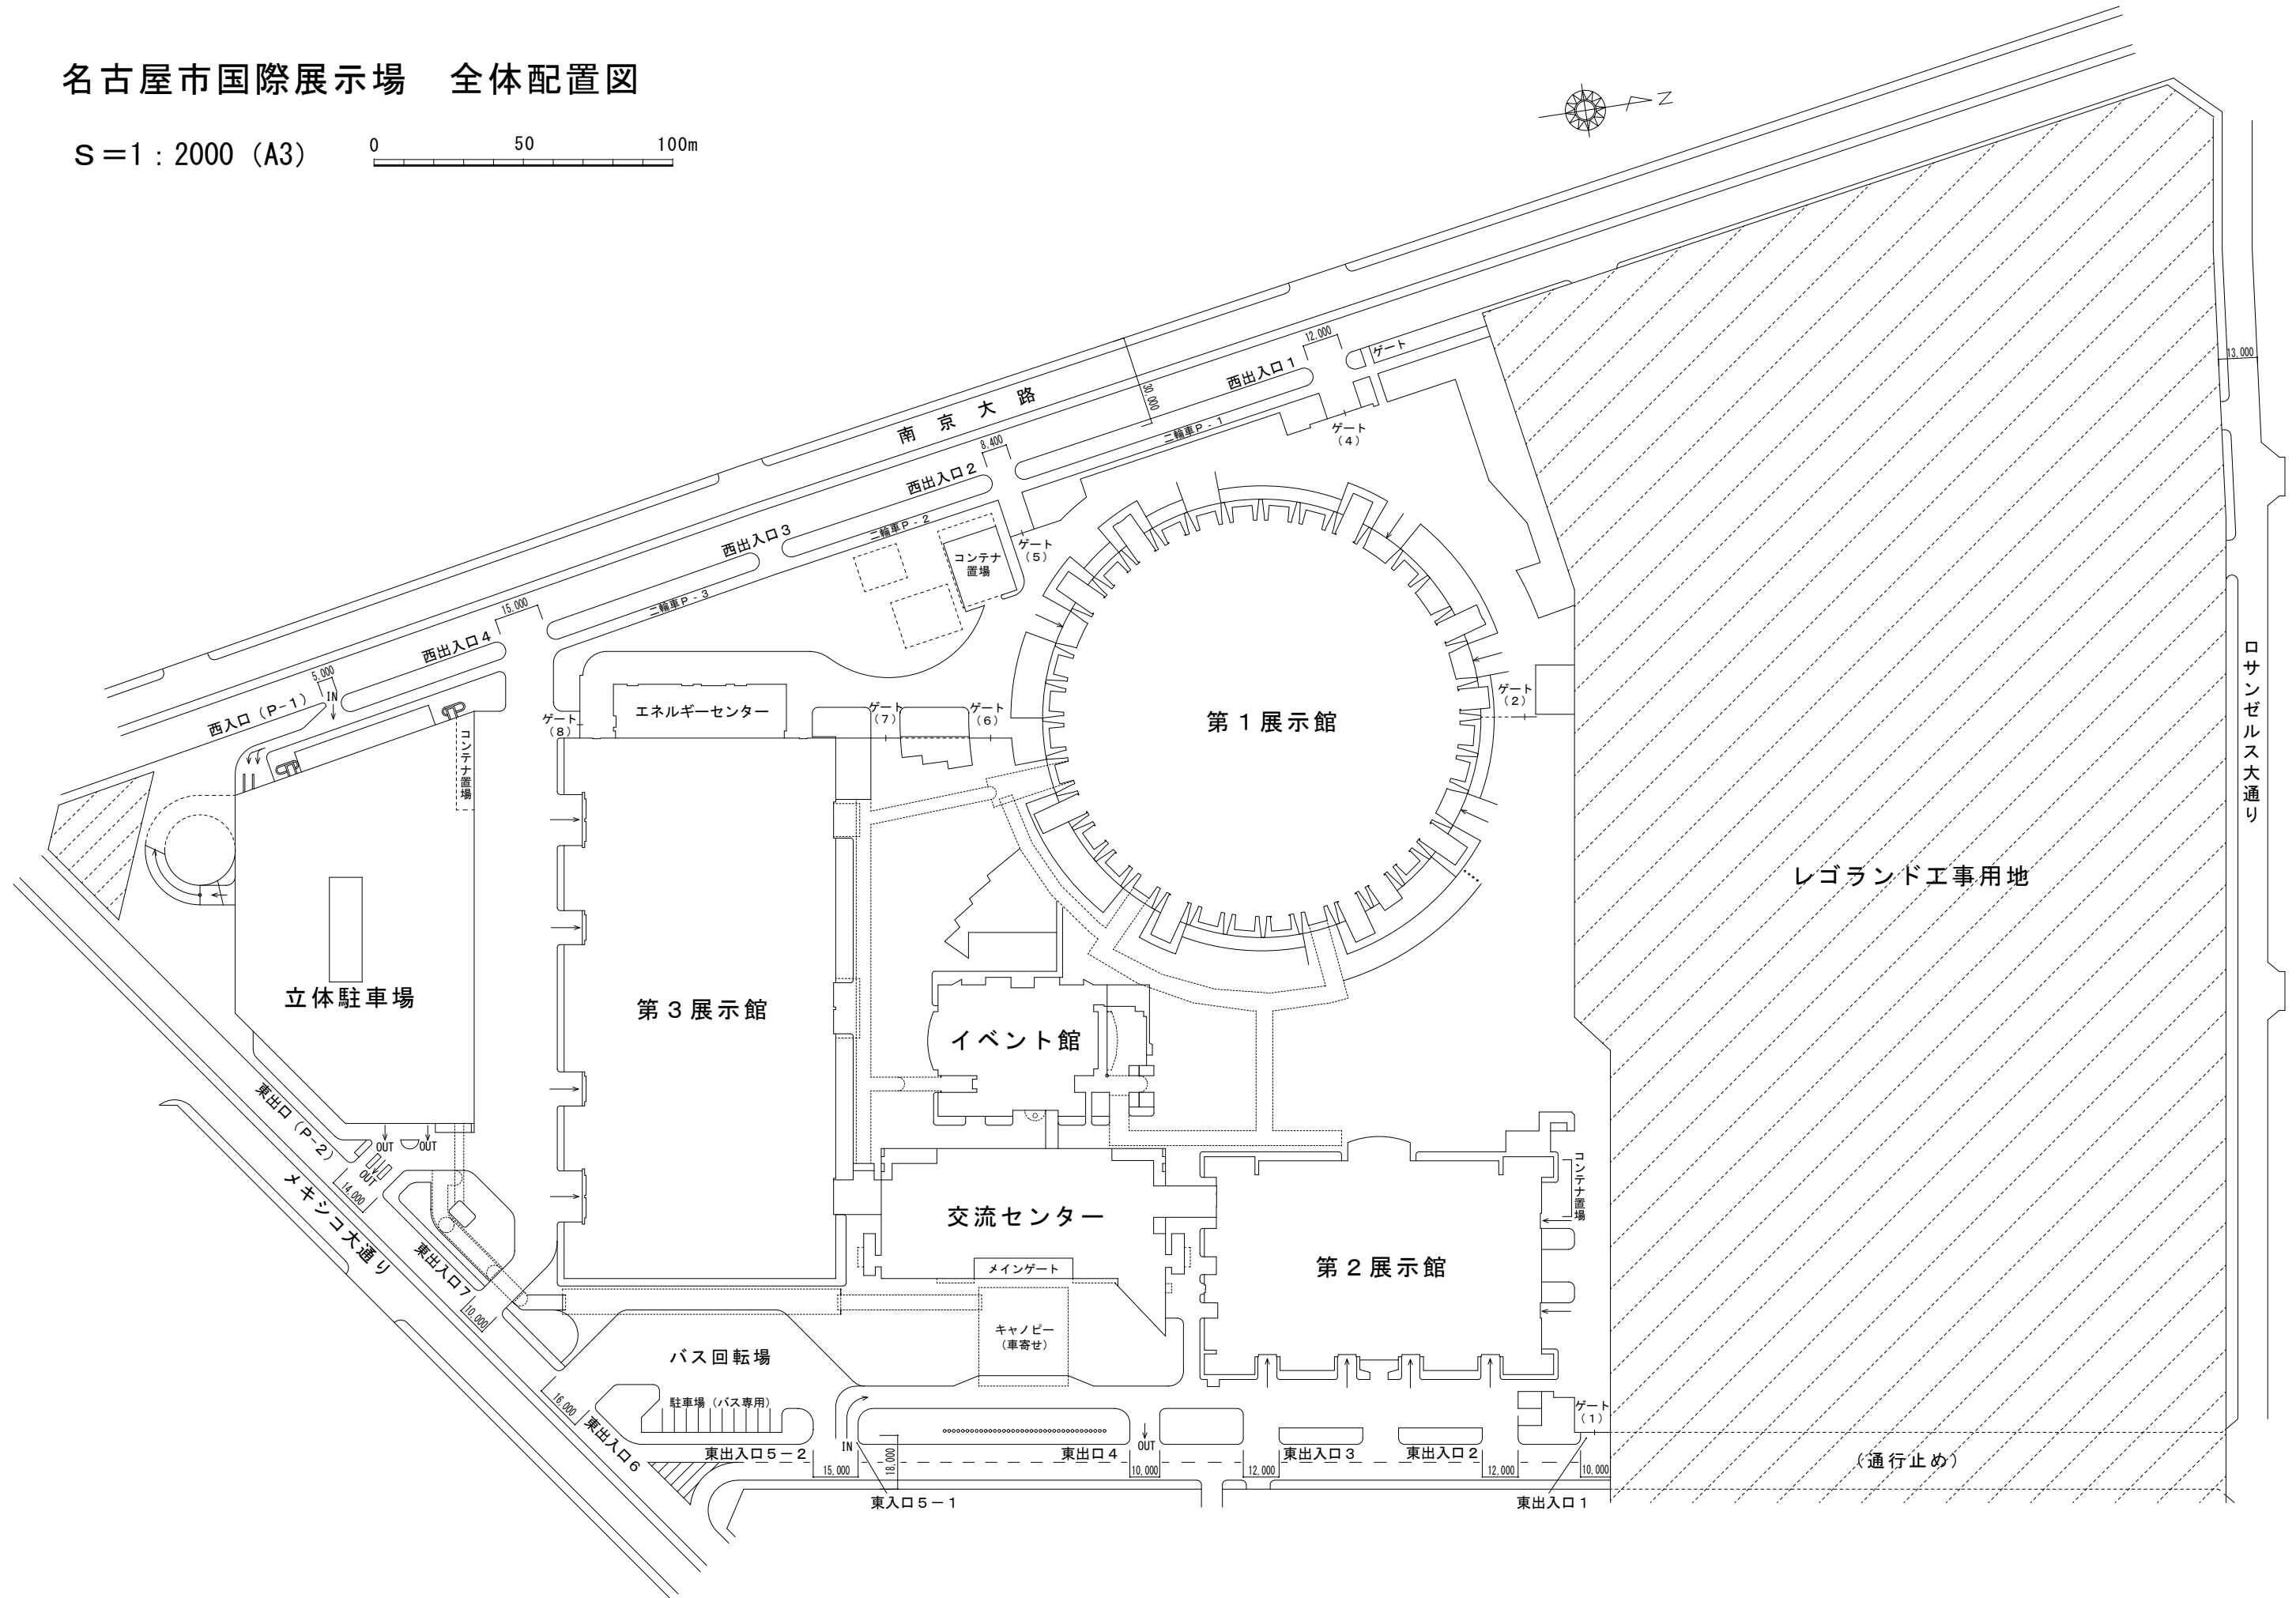 名古屋市国際展示場　全体配置図
S=1：2000（A3）
0 50 100m
N
南京大路
30,000
12,000
西出入口1
ゲート
二輪車P-1
ゲート
（4）
8,400
西出入口2
二輪車P-2
西出入口3
二輪車P-3
コンテナ
置場
ゲート
（5）
15,000
西出入口4
5,000
IN
西入口（P-1）
コンテナ置場
ゲート
（8）
エネルギーセンター
ゲート
（7）
ゲート
（6）
第1展示館
ゲート
（2）
13,000
ロサンゼルス大通り
レゴランド工事用地
立体駐車場
第3展示館
イベント館
交流センター
メインゲート
キャノピー
（車寄せ）
第2展示館
コンテナ置場
東出口（P-2）
OUT
OUT
OUT
14,000
メキシコ大通り
東出入口7
10,000
バス回転場
駐車場（バス専用）
16,000
東出入口6
東出入口5-2
IN
15,000
18,000
東入口5-1
東出口4
OUT
10,000
12,000
東出入口3
東出入口2
12,000
ゲート
（1）
10,000
東出入口1
（通行止め）